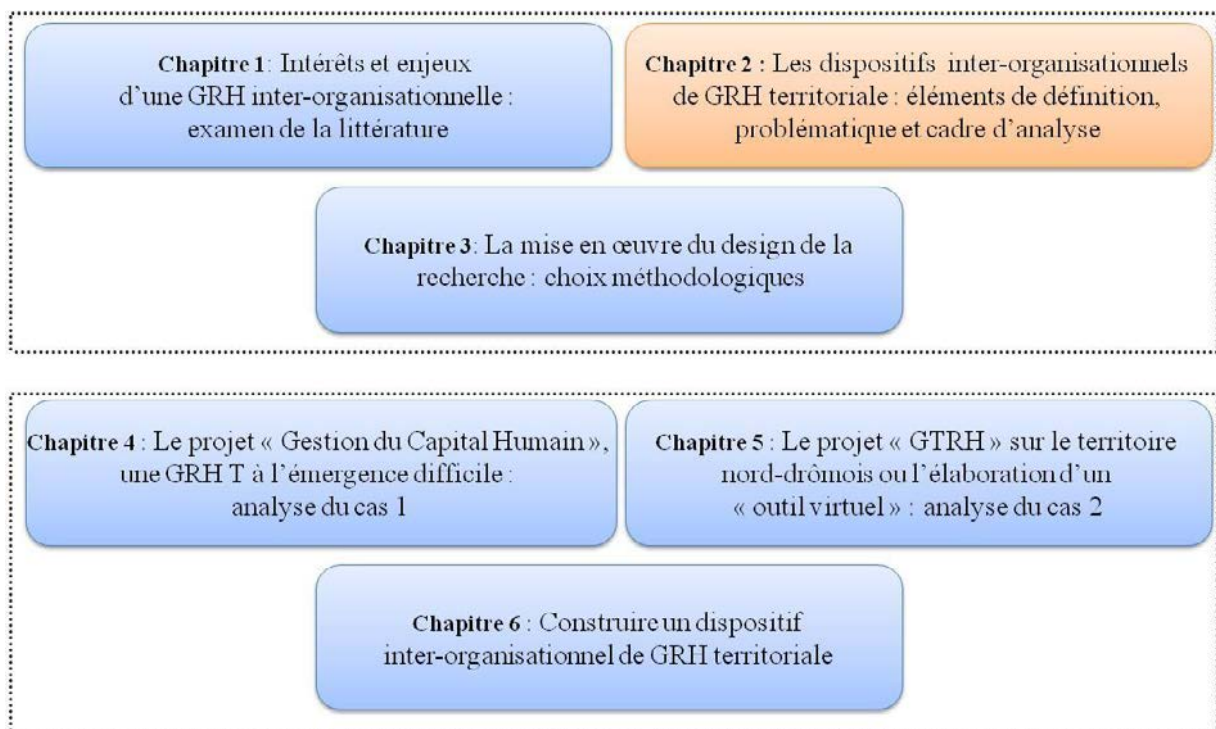 Chapitre 1: Intérêts et enjeux
d'une GRH inter-organisationnelle :
examen de la littérature
Chapitre 2 : Les dispositifs inter-organisationnels
de GRH territoriale : éléments de définition,
problématique et cadre d'analyse
Chapitre 3: La mise en œuvre du design de la
recherche : choix méthodologiques
Chapitre 4 : Le projet « Gestion du Capital Humain »,
une GRH T à l'émergence difficile :
analyse du cas 1
Chapitre 5 : Le projet « GTRH » sur le territoire
nord-drômois ou l'élaboration d'un
« outil virtuel » : analyse du cas 2
Chapitre 6 : Construire un dispositif
inter-organisationnel de GRH territoriale